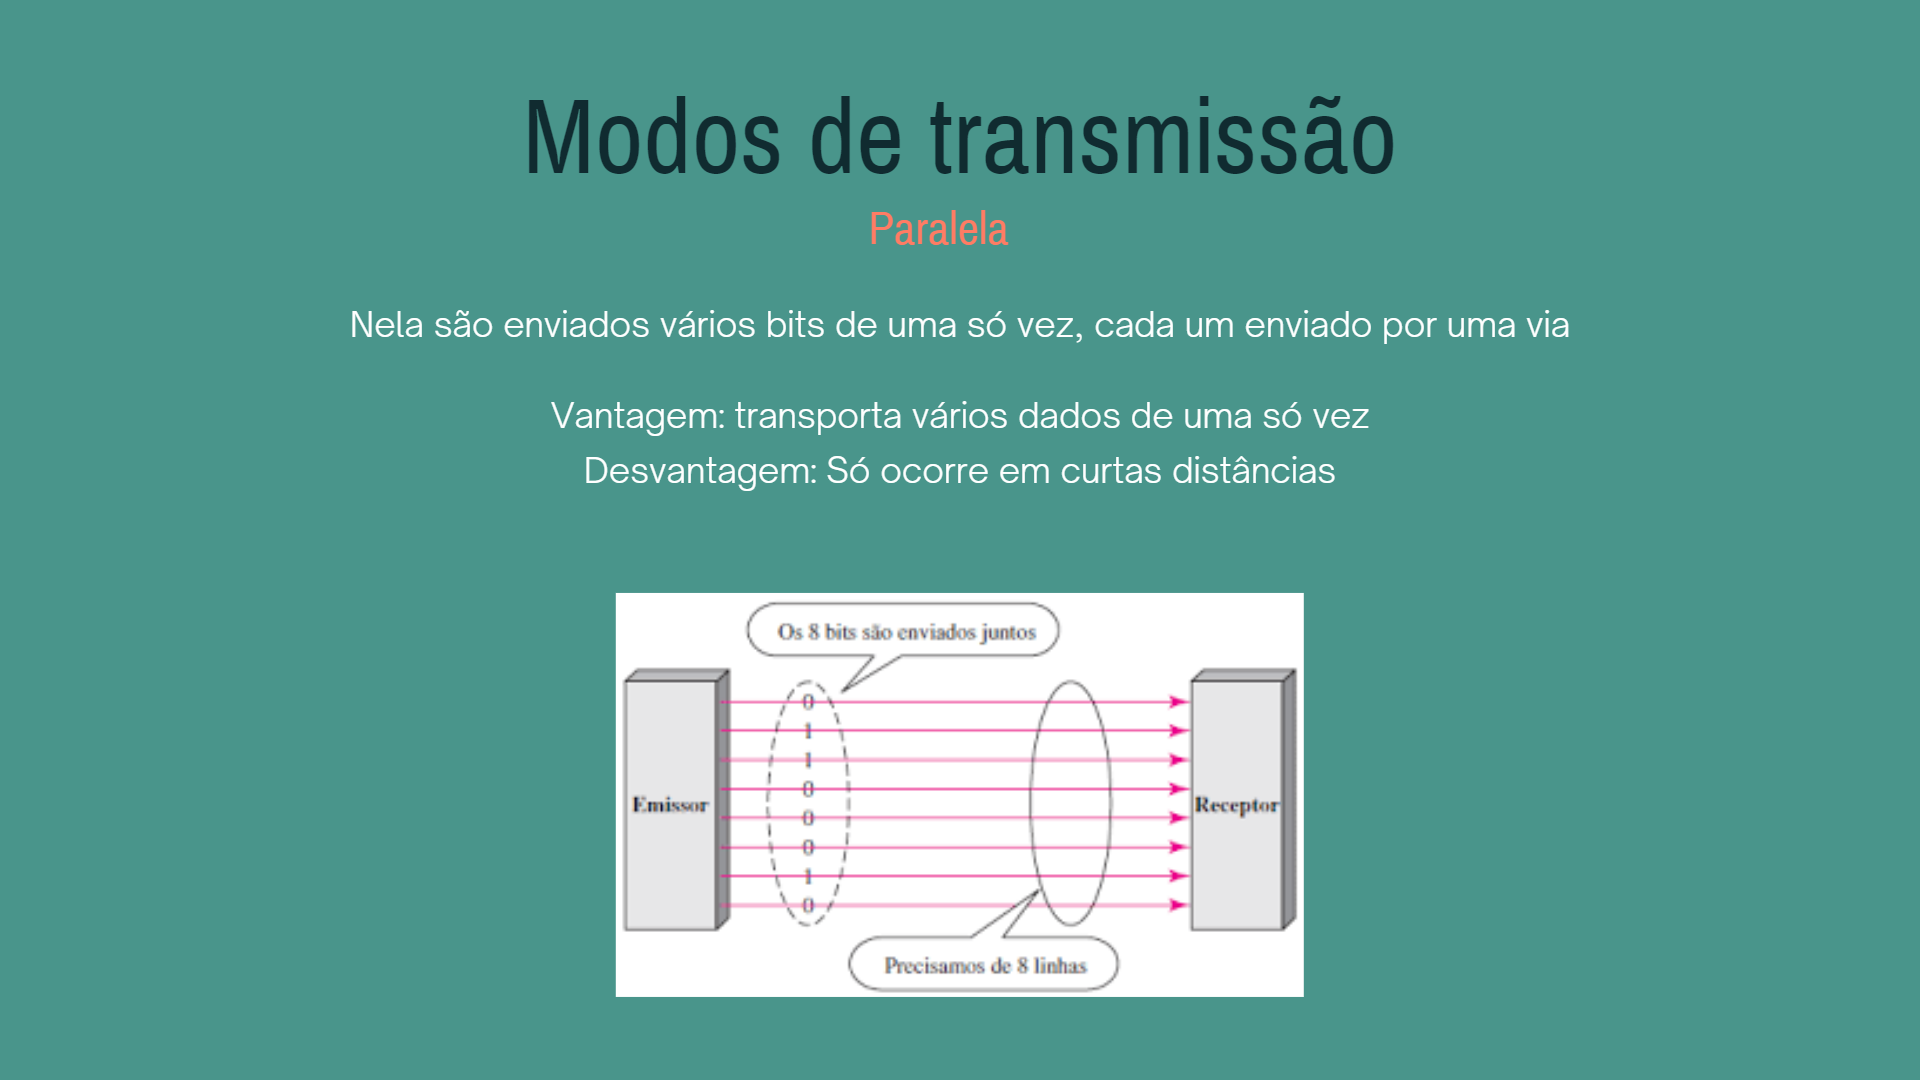 Modos de transmissão
Paralela
Nela são enviados vários bits de uma só vez, cada um enviado por uma via
Vantagem: transporta vários dados de uma só vez
Desvantagem: Só ocorre em curtas distâncias
Os 8 bits são enviados juntos
0
1
1
0
Emissor
Receptor
0
0
1
0
Precisamos de 8 linhas